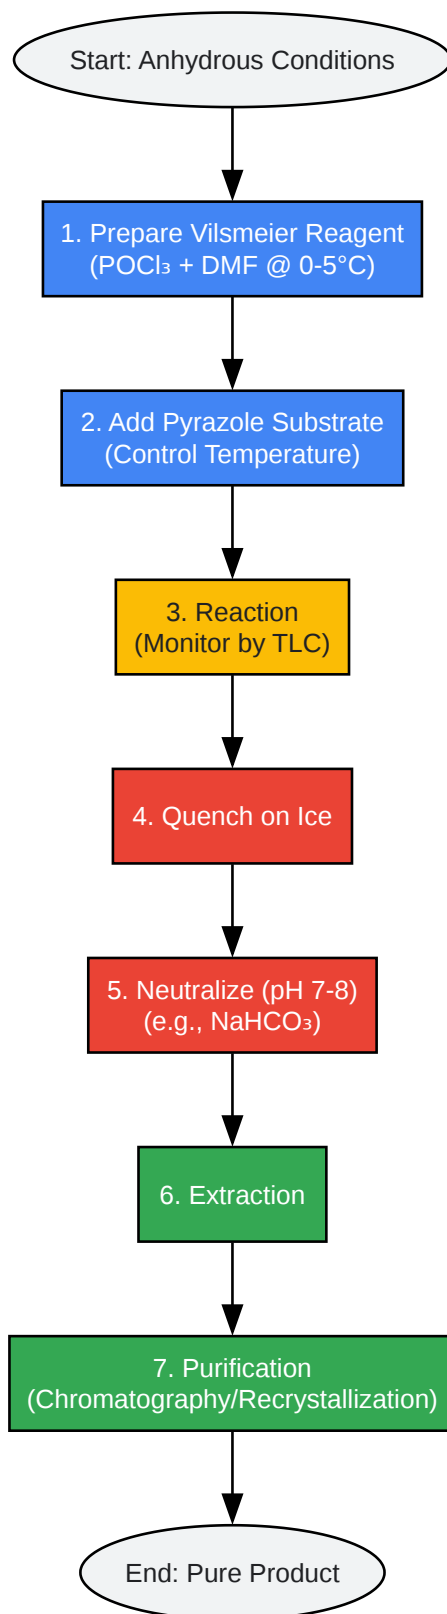 Start: Anhydrous Conditions
1. Prepare Vilsmeier Reagent
(POCl₃ + DMF @ 0-5°C)
2. Add Pyrazole Substrate
(Control Temperature)
3. Reaction
(Monitor by TLC)
4. Quench on Ice
5. Neutralize (pH 7-8)
(e.g., NaHCO₃)
6. Extraction
7. Purification
(Chromatography/Recrystallization)
End: Pure Product